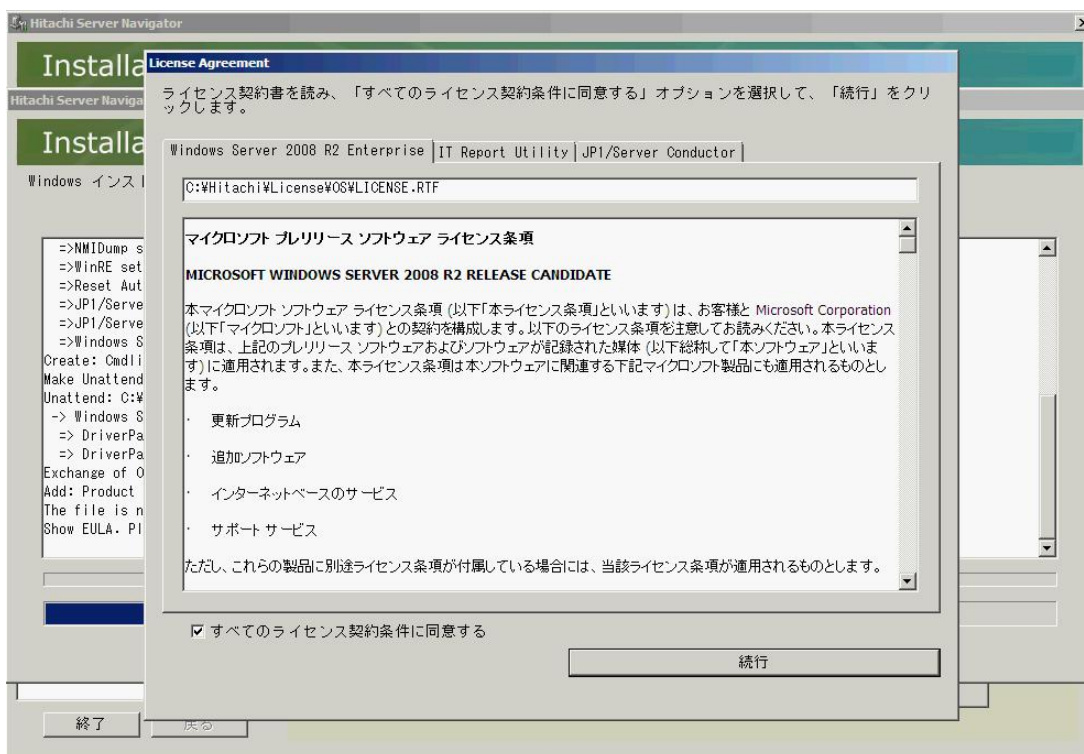 Hitachi Server Navigator
Installa
License Agreement
ライセンス契約書を読み、「すべてのライセンス契約条件に同意する」オプションを選択して、「続行」をクリ
ックします。
Hitachi Server Naviga
Installa
Windows インスト
Windows Server 2008 R2 Enterprise
IT Report Utility
JP1/Server Conductor
C:¥Hitachi¥License¥OS¥LICENSE.RTF
マイクロソフト プレリリース ソフトウェア ライセンス条項
MICROSOFT WINDOWS SERVER 2008 R2 RELEASE CANDIDATE
本マイクロソフト ソフトウェア ライセンス条項 (以下「本ライセンス条項」といいます) は、お客様と Microsoft Corporation
(以下「マイクロソフト」といいます) との契約を構成します。以下のライセンス条項を注意してお読みください。本ライセンス
条項は、上記のプレリリース ソフトウェアおよびソフトウェアが記録された媒体 (以下総称して「本ソフトウェア」といいま
す) に適用されます。また、本ライセンス条項は本ソフトウェアに関連する下記マイクロソフト製品にも適用されるものとし
ます。
· 更新プログラム
· 追加ソフトウェア
· インターネットベースのサービス
· サポート サービス
ただし、これらの製品に別途ライセンス条項が付属している場合には、当該ライセンス条項が適用されるものとします。
=>NMIDump s
=>WinRE set
=>Reset Aut
=>JP1/Serve
=>JP1/Serve
=>Windows S
Create: Cmdli
Make Unattend
Unattend: C:¥
-> Windows S
=> DriverPa
=> DriverPa
Exchange of O
Add: Product
The file is n
Show EULA. Pl
すべてのライセンス契約条件に同意する
続行
終了
戻る